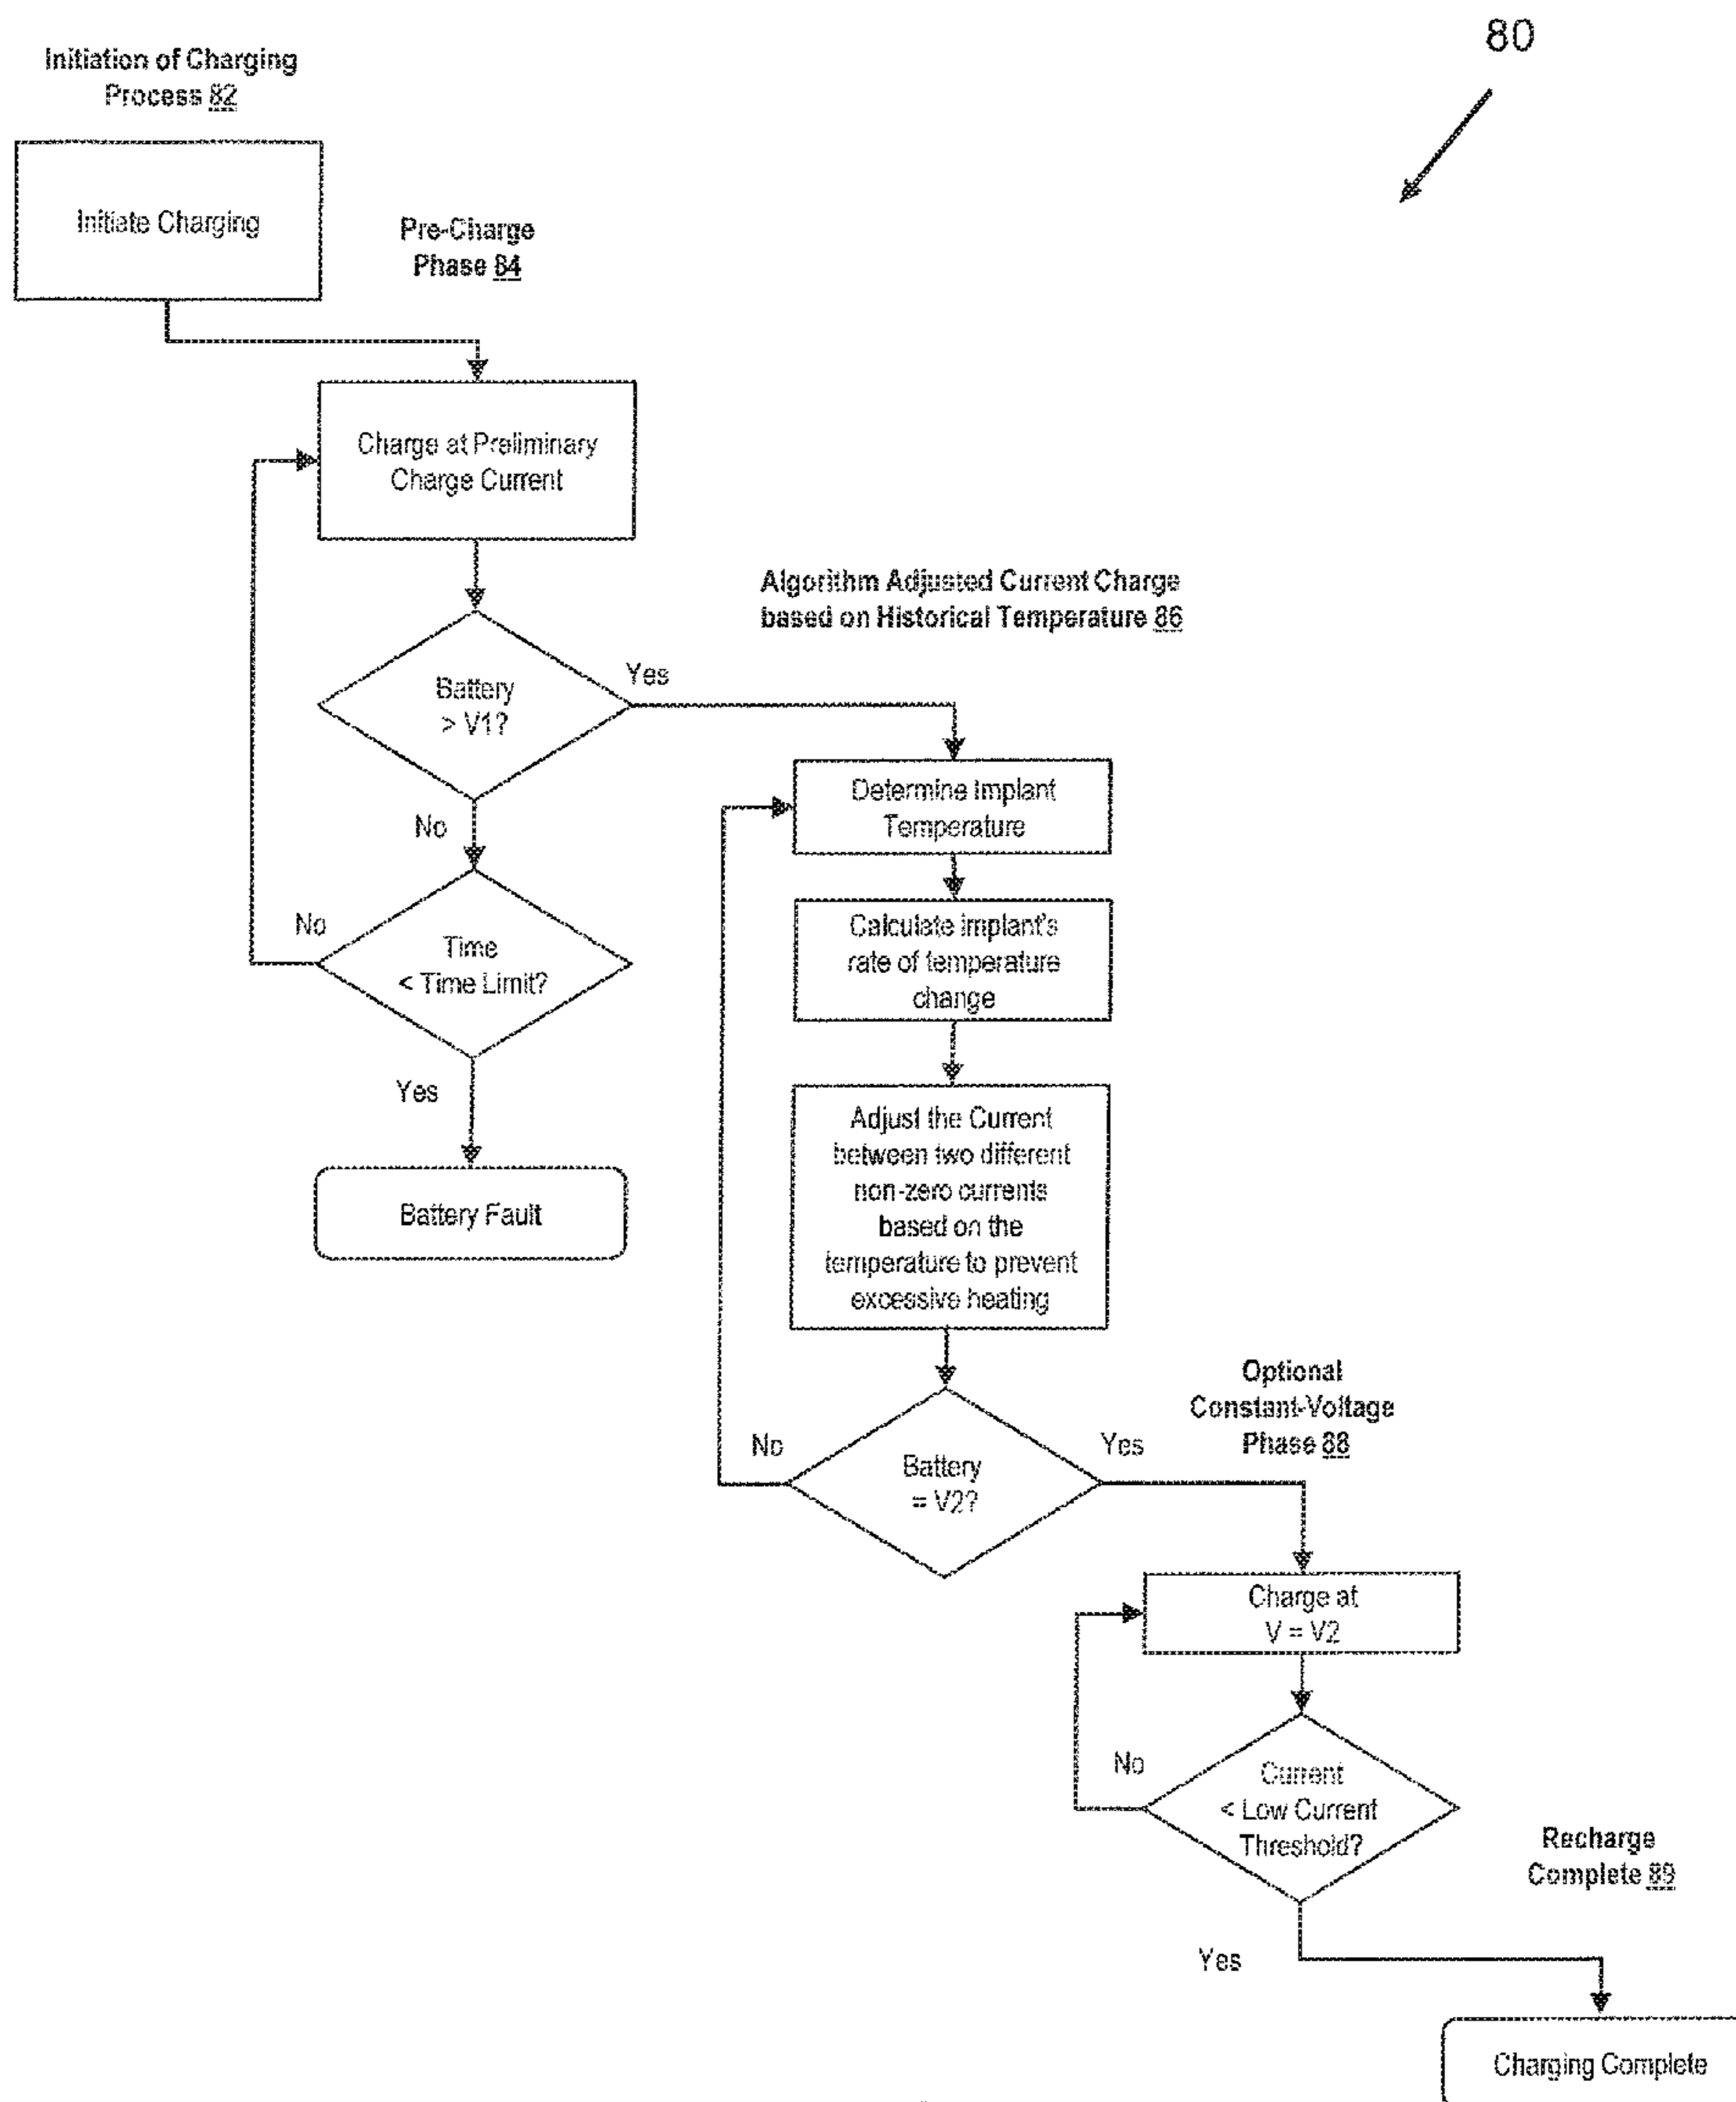 80
Initiation of Charging
Process 82
Initiate Charging
Pre-Charge
Phase 84
Charge at Preliminary
Charge Current
Algorithm Adjusted Current Charge
based on Historical Temperature 86
Battery
> V1?
Yes
No
Determine Implant
Temperature
No
Time
< Time Limit?
Calculate implant's
rate of temperature
change
Yes
Battery Fault
Adjust the Current
between two different
non-zero currents
based on the
temperature to prevent
excessive heating
Optional
Constant-Voltage
Phase 88
No
Battery
= V2?
Yes
Charge at
V = V2
No
Current
< Low Current
Threshold?
Recharge
Complete 89
Yes
Charging Complete